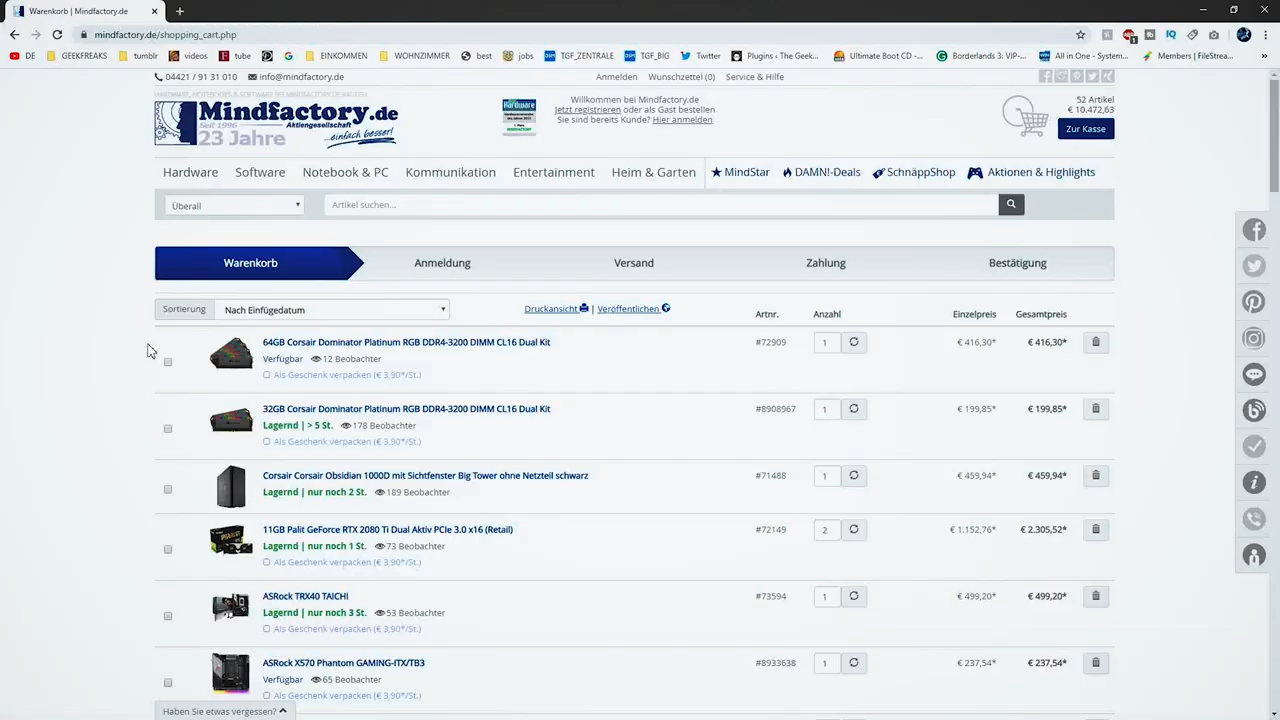 Warenkorb | Mindfactory.de
mindfactory.de/shopping_cart.php
DE GEEKFREAKS tumblr videos tube best EINKOMMEN WOHNZIMMER jobs TGF_ZENTRALE TGF_BIG Twitter Plugins « The Geek... Ultimate Boot CD -... Borderlands 3: VIP-... All in One - System... Members | FileStrea...
04421 / 91 31 010 info@mindfactory.de Anmelden Wunschzettel (0) Service & Hilfe
HARDWARE, NOTEBOOKS & SOFTWARE BEI MINDFACTORY.DE KAUFEN
Mindfactory.de
Seit 1996 Aktiengesellschaft
...einfach besser!
23 Jahre
Hardware
Willkommen bei Mindfactory.de
Jetzt registrieren oder als Gast bestellen
Sie sind bereits Kunde? Hier anmelden
52 Artikel
€ 10.472,63
Zur Kasse
Hardware Software Notebook & PC Kommunikation Entertainment Heim & Garten MindStar DAMN!-Deals SchnäppShop Aktionen & Highlights
Überall Artikel suchen...
Warenkorb Anmeldung Versand Zahlung Bestätigung
Sortierung Nach Einfügedatum Druckansicht | Veröffentlichen Artnr. Anzahl Einzelpreis Gesamtpreis
64GB Corsair Dominator Platinum RGB DDR4-3200 DIMM CL16 Dual Kit #72909 1 € 416,30* € 416,30*
Verfügbar 12 Beobachter
Als Geschenk verpacken (€ 3,90*/St.)
32GB Corsair Dominator Platinum RGB DDR4-3200 DIMM CL16 Dual Kit #8908967 1 € 199,85* € 199,85*
Lagernd | > 5 St. 178 Beobachter
Als Geschenk verpacken (€ 3,90*/St.)
Corsair Corsair Obsidian 1000D mit Sichtfenster Big Tower ohne Netzteil schwarz #71488 1 € 459,94* € 459,94*
Lagernd | nur noch 2 St. 189 Beobachter
11GB Palit GeForce RTX 2080 Ti Dual Aktiv PCIe 3.0 x16 (Retail) #72149 2 € 1.152,76* € 2.305,52*
Lagernd | nur noch 1 St. 73 Beobachter
Als Geschenk verpacken (€ 3,90*/St.)
ASRock TRX40 TAICHI #73594 1 € 499,20* € 499,20*
Lagernd | nur noch 3 St. 53 Beobachter
Als Geschenk verpacken (€ 3,90*/St.)
ASRock X570 Phantom GAMING-ITX/TB3 #8933638 1 € 237,54* € 237,54*
Verfügbar 65 Beobachter
Als Geschenk verpacken (€ 3,90*/St.)
Haben Sie etwas vergessen?